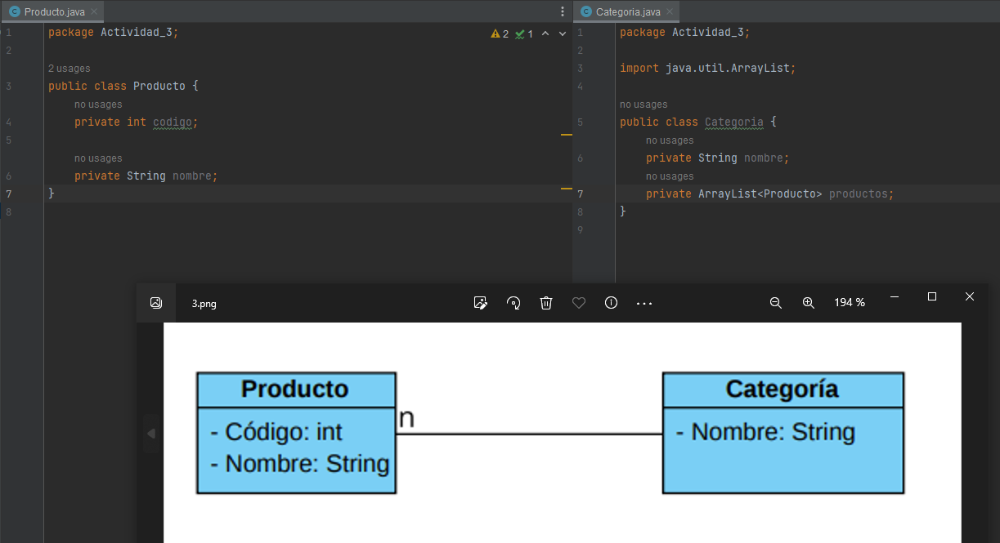 Producto.java
2 1
1 package Actividad_3;
2
2 usages
3 public class Producto {
no usages
4 private int codigo;
5
no usages
6 private String nombre;
7 }
8
Categoria.java
1 package Actividad_3;
2
3 import java.util.ArrayList;
4
no usages
5 public class Categoria {
no usages
6 private String nombre;
no usages
7 private ArrayList<Producto> productos;
8 }
9
3.png
194 %
Producto
- Código: int
- Nombre: String
n
Categoría
- Nombre: String